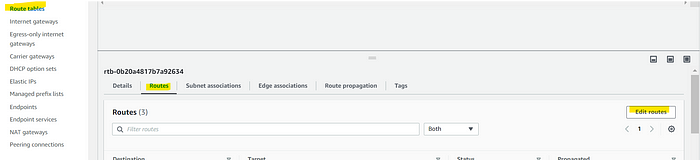 Route tables
Internet gateways
Egress-only internet
gateways
Carrier gateways
DHCP option sets
Elastic IPs
Managed prefix lists
Endpoints
Endpoint services
NAT gateways
Peering connections
rtb-0b20a4817b7a92634
Details Routes Subnet associations Edge associations Route propagation Tags
Routes (3) Edit routes
Filter routes Both 1
Destination Target Status Propagated